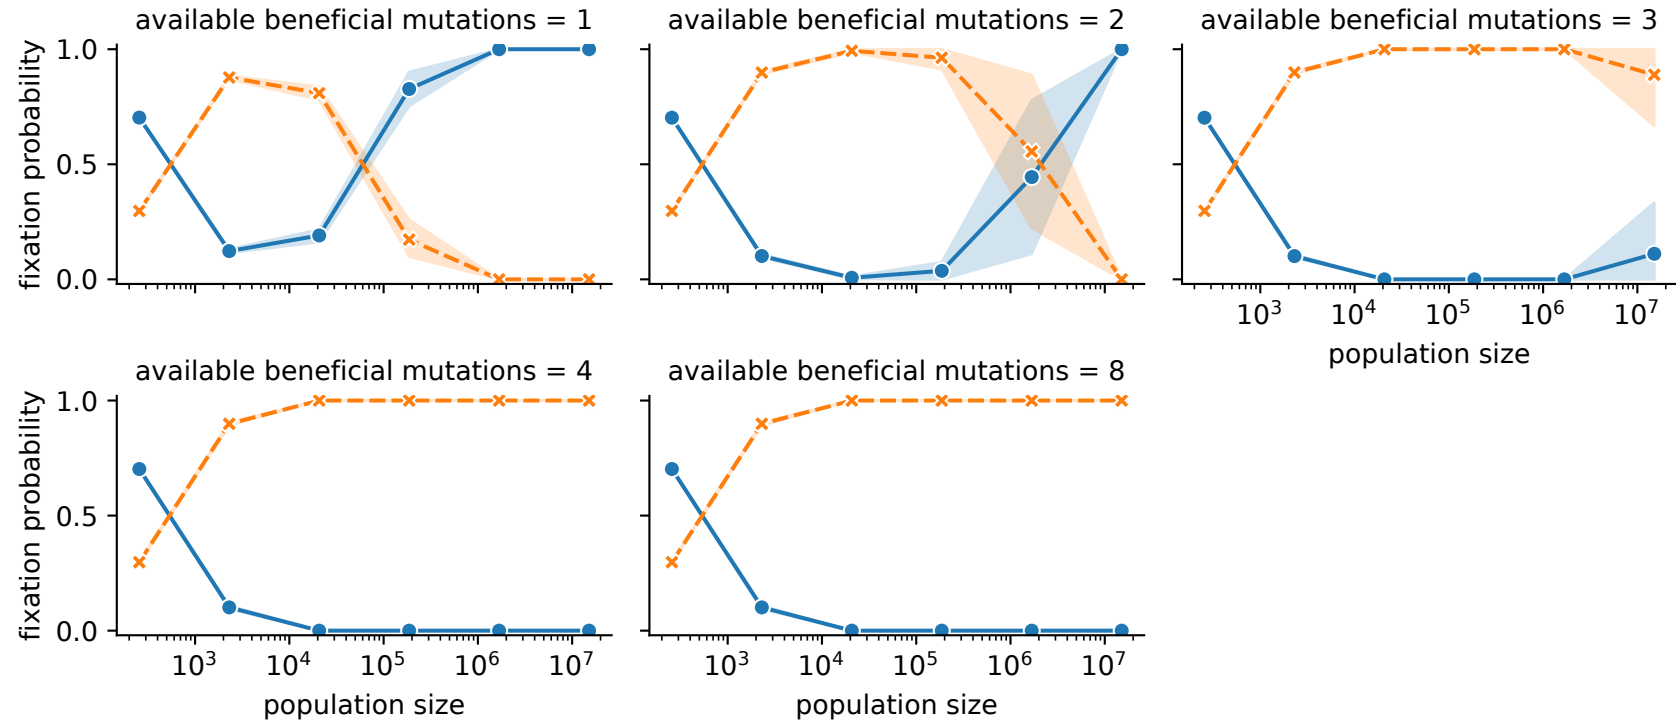 available beneficial mutations = 1
available beneficial mutations = 2
available beneficial mutations = 3
fixation probability
1.0
0.5
0.0
10³ 10⁴ 10⁵ 10⁶ 10⁷
population size
available beneficial mutations = 4
available beneficial mutations = 8
fixation probability
1.0
0.5
0.0
10³ 10⁴ 10⁵ 10⁶ 10⁷
10³ 10⁴ 10⁵ 10⁶ 10⁷
population size
population size